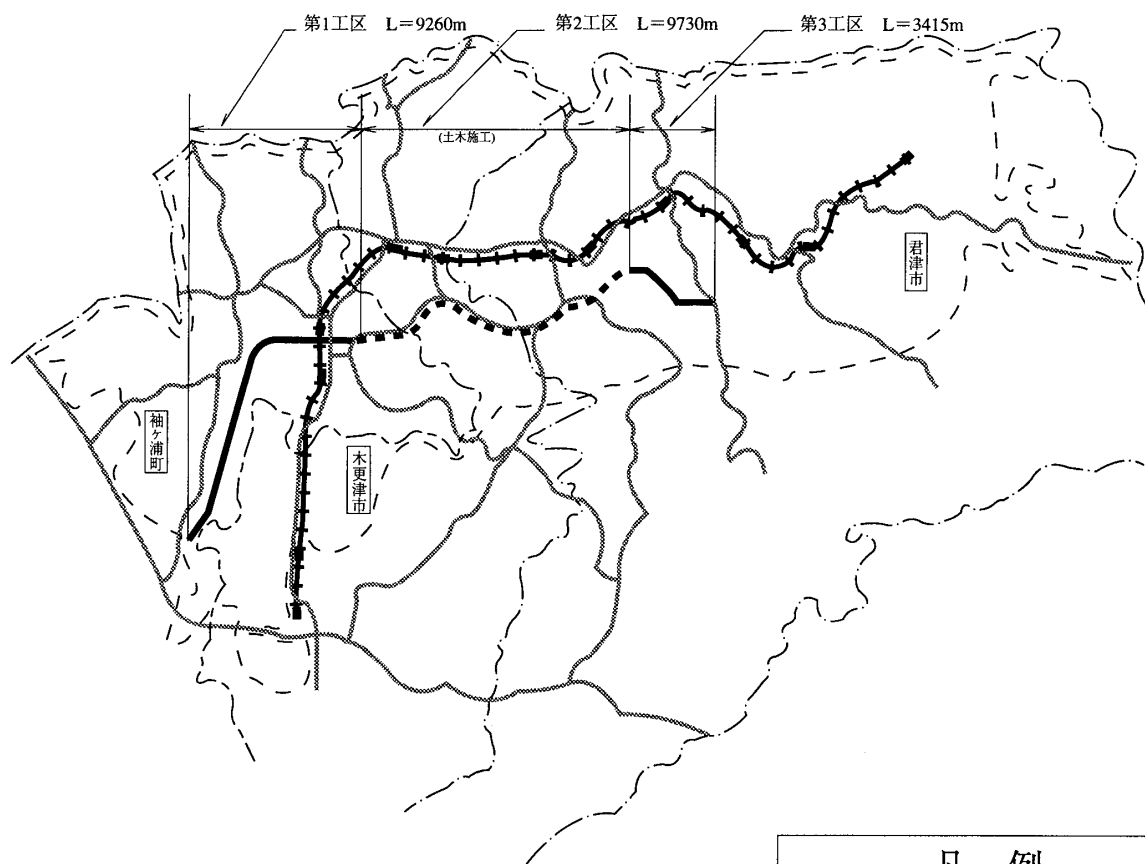 第1工区 L=9260m
第2工区 L=9730m
第3工区 L=3415m
(土木施工)
君津市
袖ヶ浦町
木更津市
凡 例